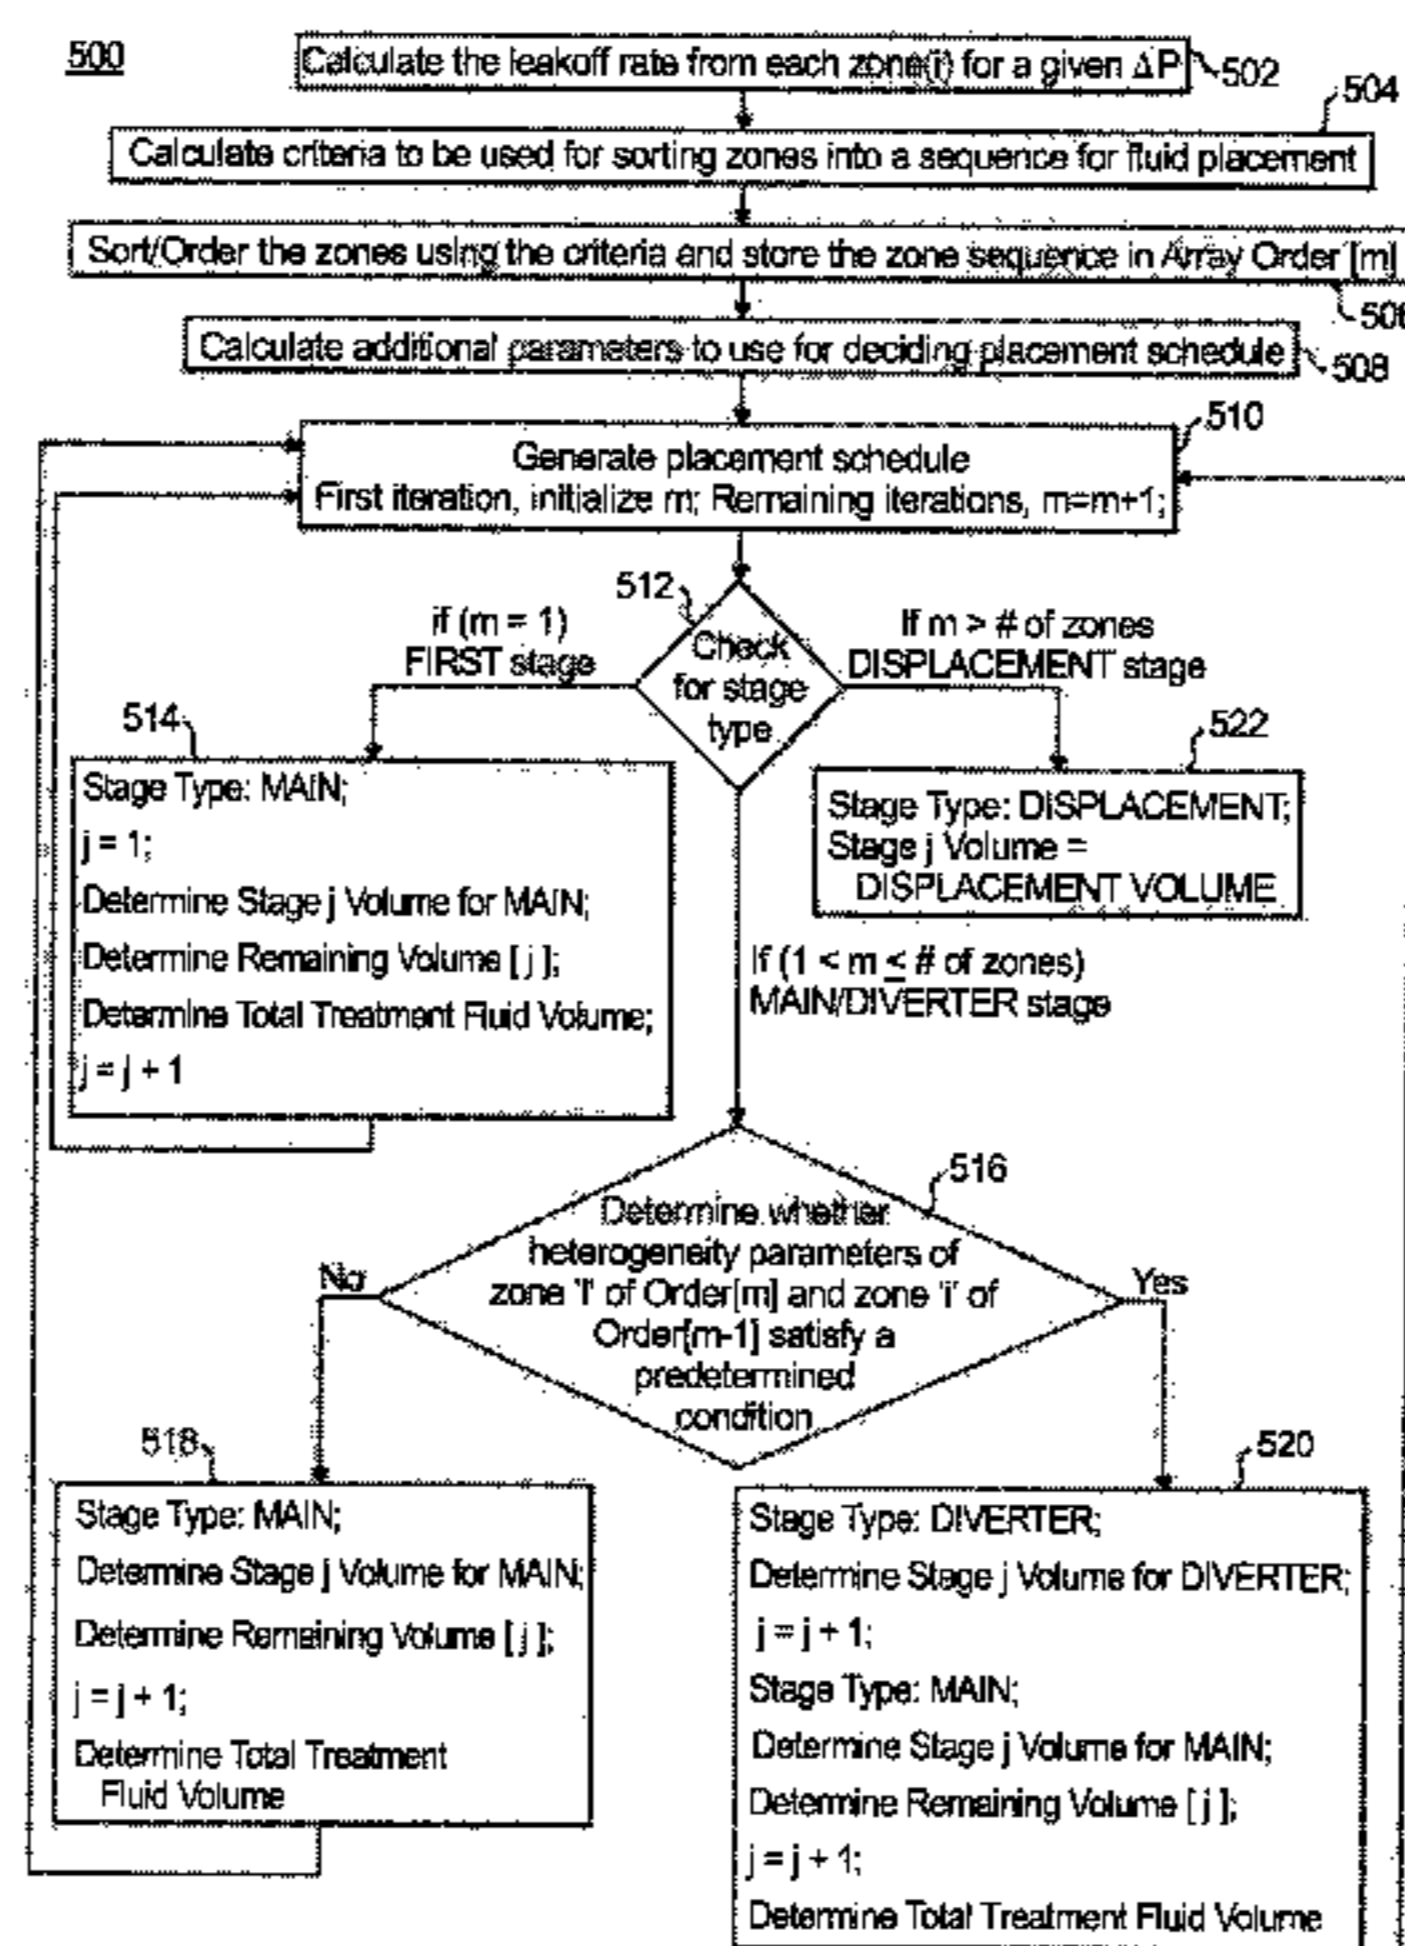 500
Calculate the leakoff rate from each zone(i) for a given ΔP
502
504
Calculate criteria to be used for sorting zones into a sequence for fluid placement
Sort/Order the zones using the criteria and store the zone sequence in Array Order [m]
506
Calculate additional parameters to use for deciding placement schedule
508
510
Generate placement schedule
First iteration, initialize m; Remaining iterations, m=m+1;
512
if (m = 1)
FIRST stage
Check
for stage
type
If m > # of zones
DISPLACEMENT stage
514
Stage Type: MAIN;
j = 1;
Determine Stage j Volume for MAIN;
Determine Remaining Volume [ j ];
Determine Total Treatment Fluid Volume;
j = j + 1
522
Stage Type: DISPLACEMENT;
Stage j Volume =
DISPLACEMENT VOLUME
If (1 < m ≤ # of zones)
MAIN/DIVERTER stage
516
Determine whether
heterogeneity parameters of
zone 'i' of Order[m] and zone 'i' of
Order[m-1] satisfy a
predetermined
condition
No
Yes
518
Stage Type: MAIN;
Determine Stage j Volume for MAIN;
Determine Remaining Volume [ j ];
j = j + 1;
Determine Total Treatment
Fluid Volume
520
Stage Type: DIVERTER;
Determine Stage j Volume for DIVERTER;
j = j + 1;
Stage Type: MAIN;
Determine Stage j Volume for MAIN;
Determine Remaining Volume [ j ];
j = j + 1;
Determine Total Treatment Fluid Volume